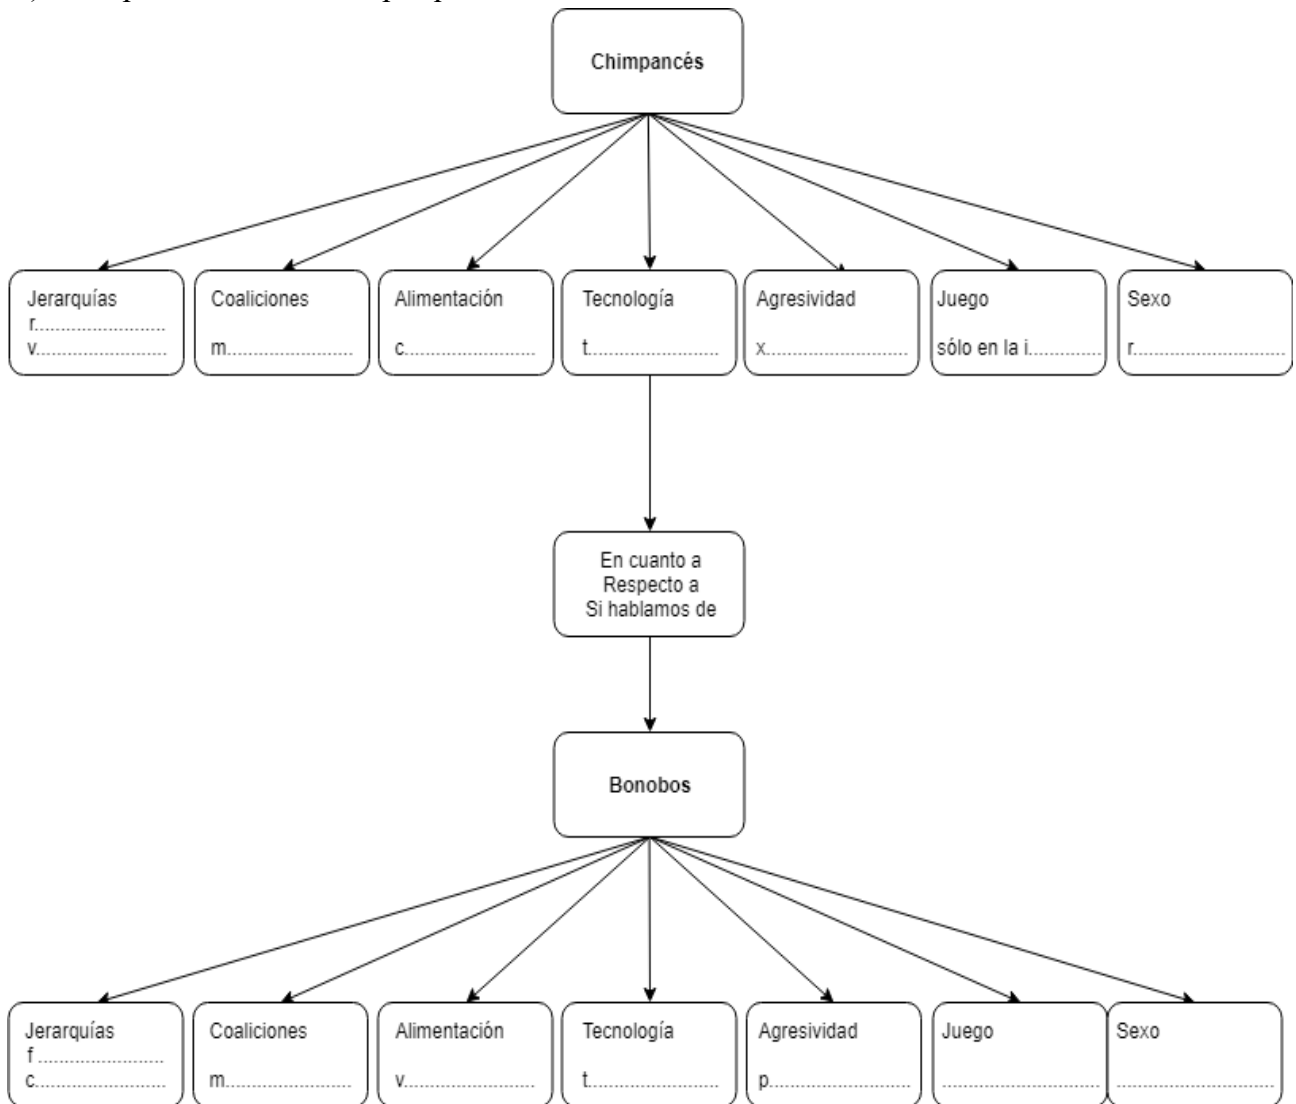 Chimpancés
Jerarquías
r.........................
v.........................
Coaliciones
m.........................
Alimentación
c.........................
Tecnología
t.........................
Agresividad
x.........................
Juego
sólo en la i..............
Sexo
r.........................
En cuanto a
Respecto a
Si hablamos de
Bonobos
Jerarquías
f .........................
c.........................
Coaliciones
m.........................
Alimentación
v.........................
Tecnología
t.........................
Agresividad
p.........................
Juego
..............................
Sexo
..............................